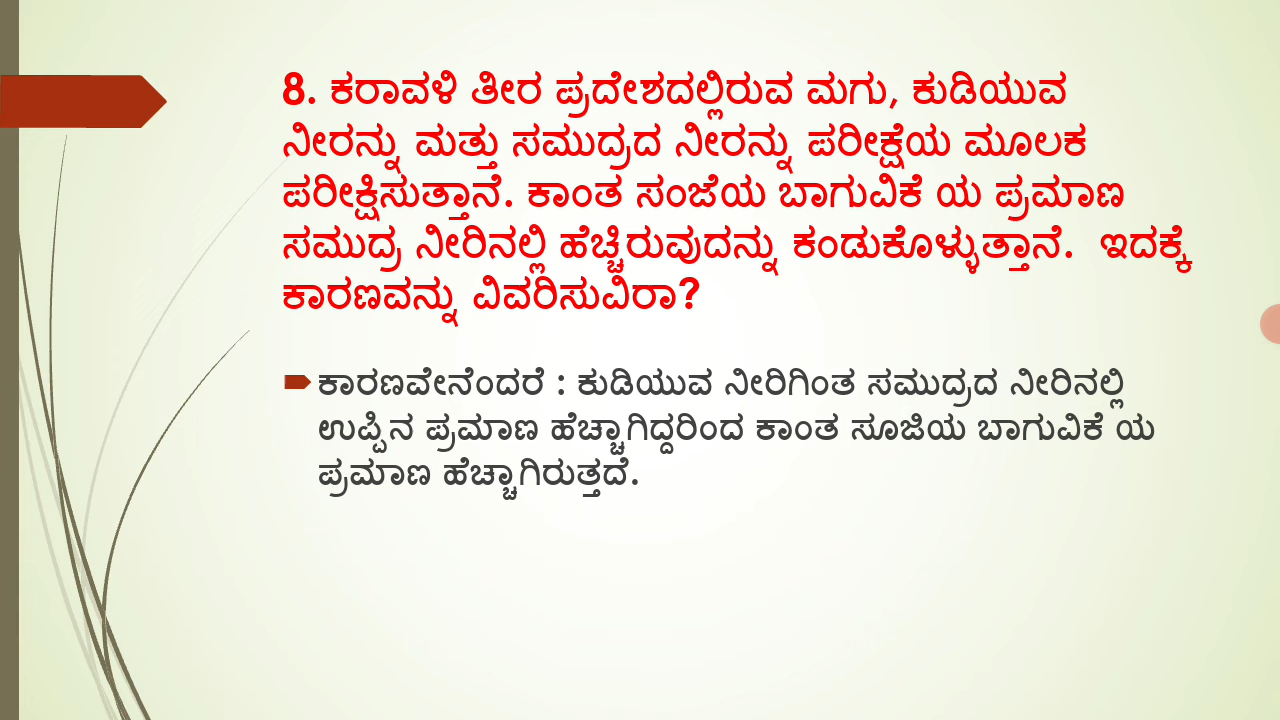 8. ಕರಾವಳಿ ತೀರ ಪ್ರದೇಶದಲ್ಲಿರುವ ಮಗು, ಕುಡಿಯುವ
ನೀರನ್ನು ಮತ್ತು ಸಮುದ್ರದ ನೀರನ್ನು ಪರೀಕ್ಷೆಯ ಮೂಲಕ
ಪರೀಕ್ಷಿಸುತ್ತಾನೆ. ಕಾಂತ ಸಂಜೆಯ ಬಾಗುವಿಕೆ ಯ ಪ್ರಮಾಣ
ಸಮುದ್ರ ನೀರಿನಲ್ಲಿ ಹೆಚ್ಚಿರುವುದನ್ನು ಕಂಡುಕೊಳ್ಳುತ್ತಾನೆ. ಇದಕ್ಕೆ
ಕಾರಣವನ್ನು ವಿವರಿಸುವಿರಾ?
ಕಾರಣವೇನೆಂದರೆ : ಕುಡಿಯುವ ನೀರಿಗಿಂತ ಸಮುದ್ರದ ನೀರಿನಲ್ಲಿ
ಉಪ್ಪಿನ ಪ್ರಮಾಣ ಹೆಚ್ಚಾಗಿದ್ದರಿಂದ ಕಾಂತ ಸೂಜಿಯ ಬಾಗುವಿಕೆ ಯ
ಪ್ರಮಾಣ ಹೆಚ್ಚಾಗಿರುತ್ತದೆ.